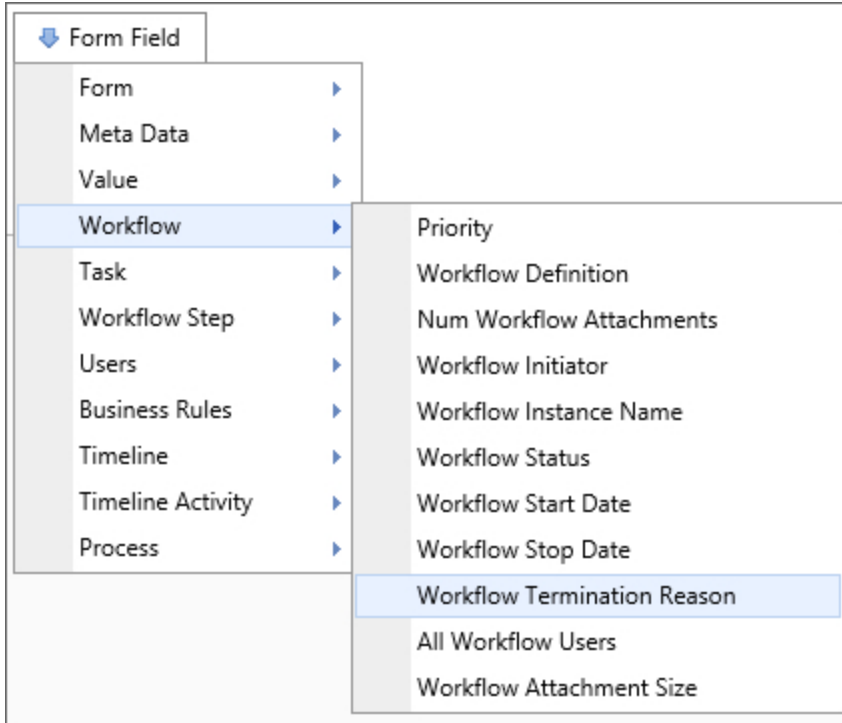 Form Field
Form
Meta Data
Value
Workflow
Task
Workflow Step
Users
Business Rules
Timeline
Timeline Activity
Process
Priority
Workflow Definition
Num Workflow Attachments
Workflow Initiator
Workflow Instance Name
Workflow Status
Workflow Start Date
Workflow Stop Date
Workflow Termination Reason
All Workflow Users
Workflow Attachment Size